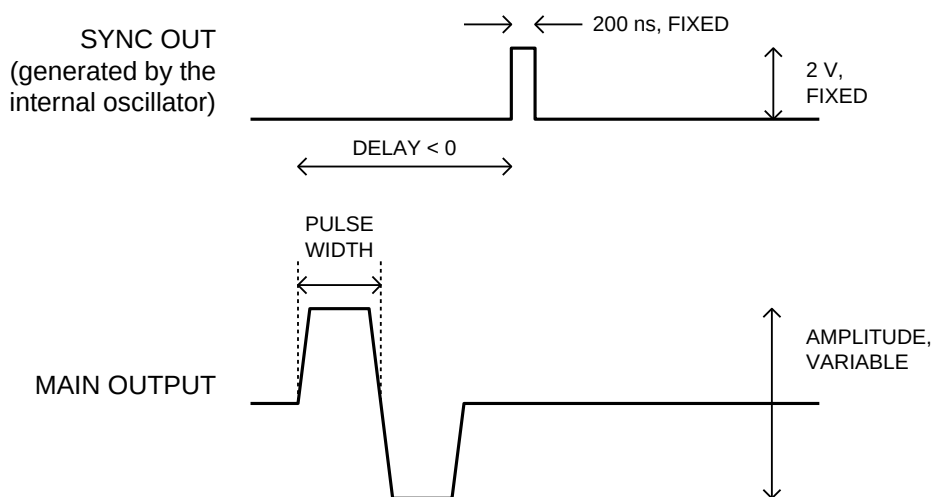 SYNC OUT
(generated by the
internal oscillator)
200 ns, FIXED
2 V,
FIXED
DELAY < 0
PULSE
WIDTH
AMPLITUDE,
VARIABLE
MAIN OUTPUT